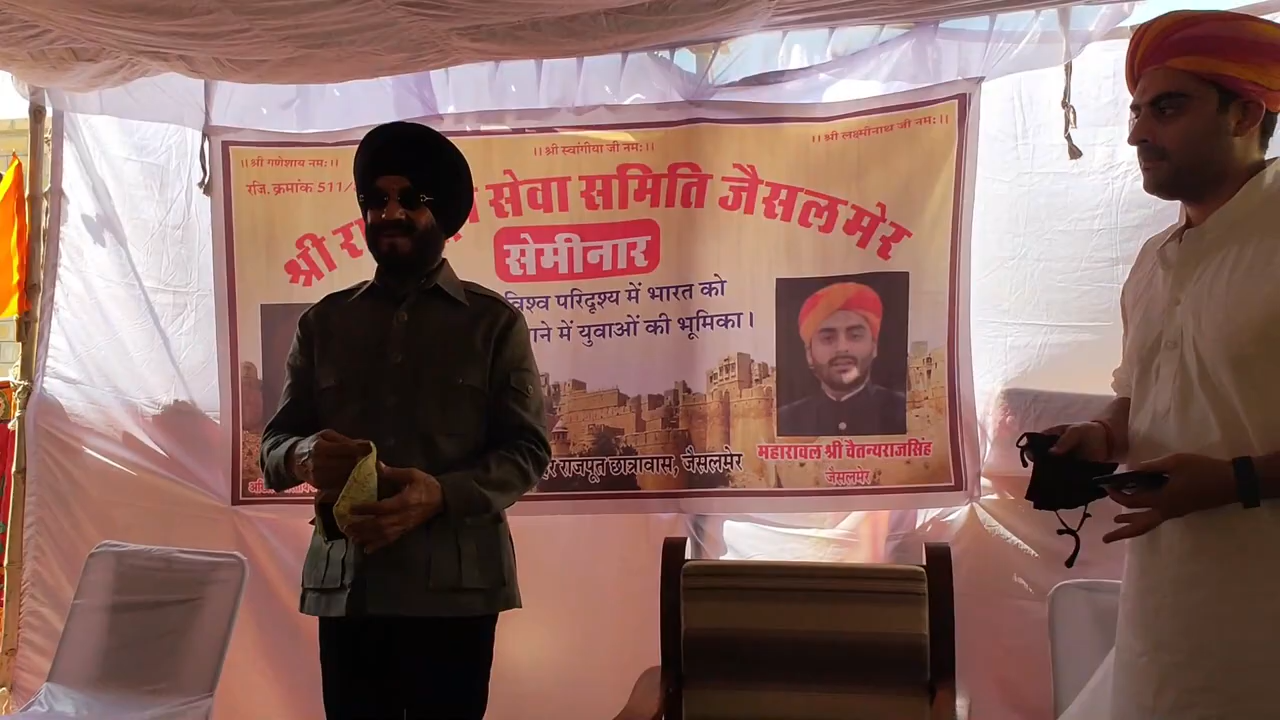 ।। श्री गणेशाय नम: ।।
।। श्री स्वांगीया जी नम: ।।
।। श्री लक्ष्मीनाथ जी नम: ।।
रजि. क्रमांक 511/
श्री सेवा समिति जैसलमेर
सेमीनार
विश्व परिदृश्य में भारत को
में युवाओं की भूमिका।
राजपूत छात्रावास, जैसलमेर
महारावल श्री चैतन्यराजसिंह
जैसलमेर